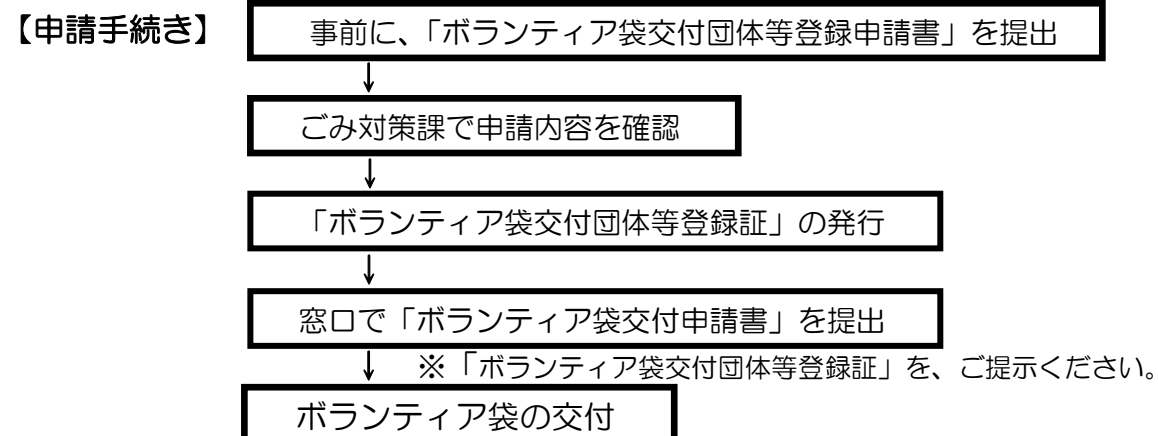 【申請手続き】
事前に、「ボランティア袋交付団体等登録申請書」を提出
ごみ対策課で申請内容を確認
「ボランティア袋交付団体等登録証」の発行
窓口で「ボランティア袋交付申請書」を提出
※「ボランティア袋交付団体等登録証」を、ご提示ください。
ボランティア袋の交付